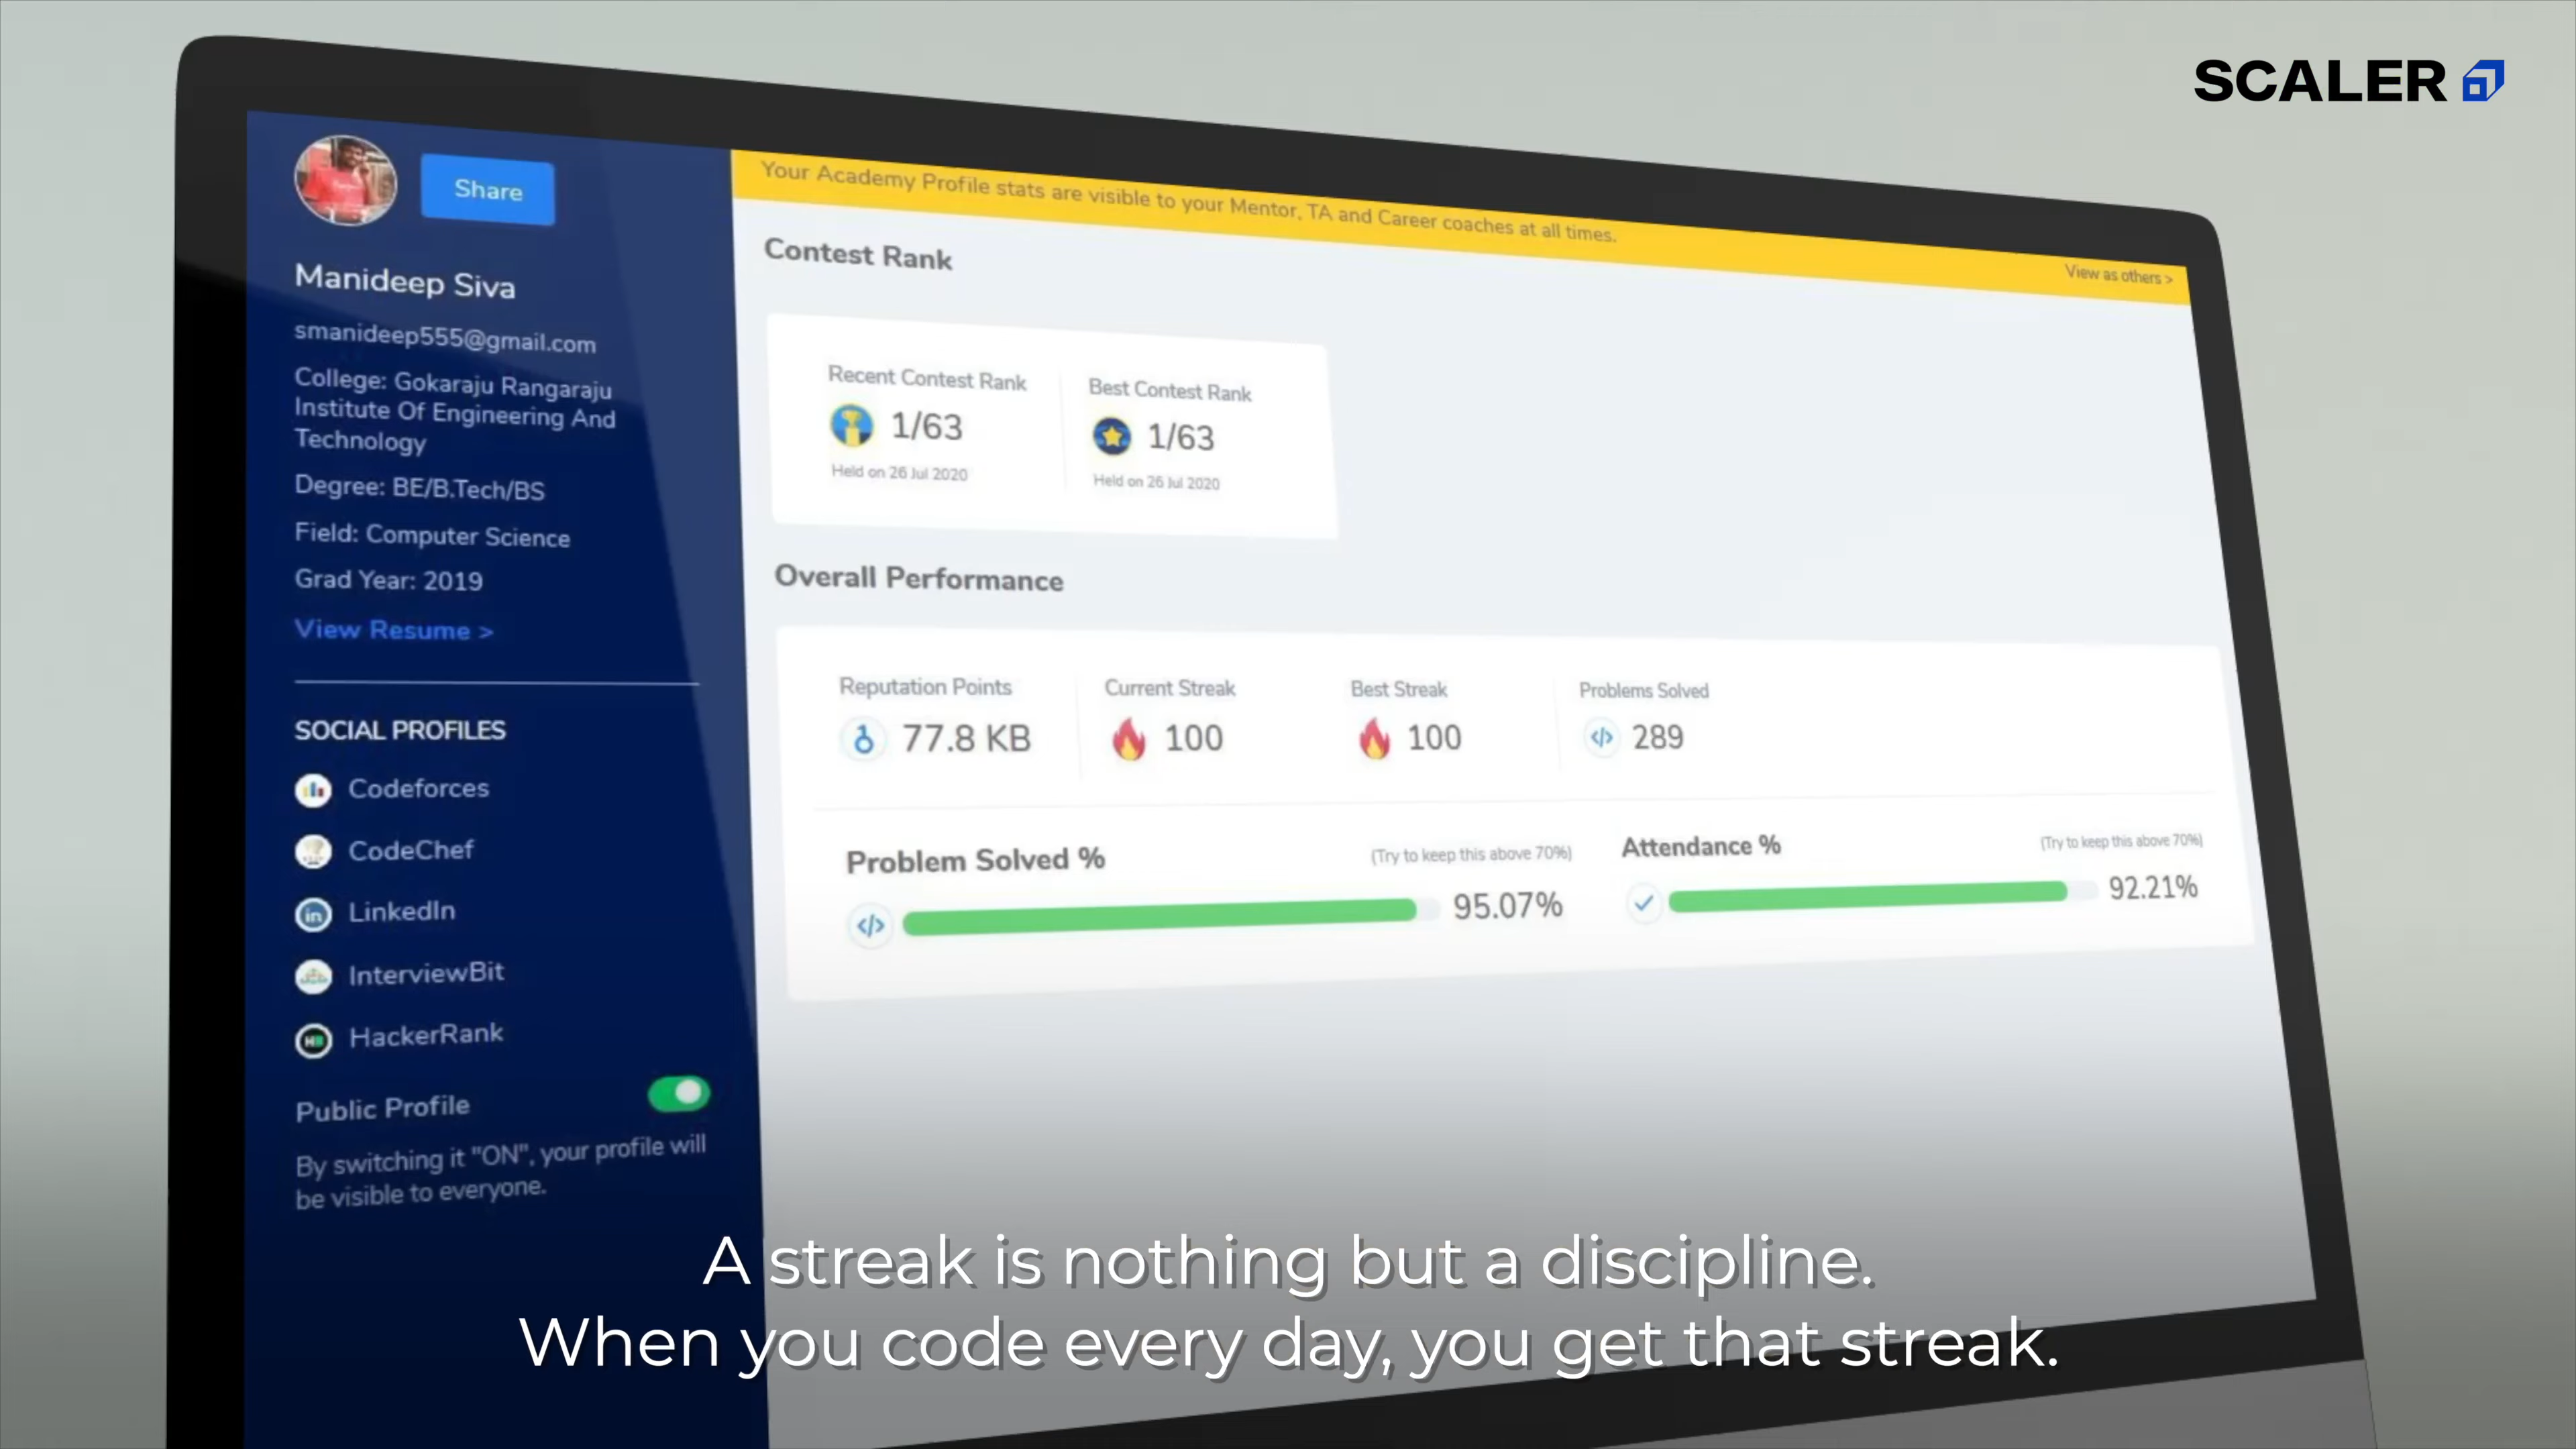 SCALER
Share
Manideep Siva
smanideep555@gmail.com
College: Gokaraju Rangaraju
Institute Of Engineering And
Technology
Degree: BE/B.Tech/BS
Field: Computer Science
Grad Year: 2019
View Resume >
SOCIAL PROFILES
Codeforces
CodeChef
LinkedIn
InterviewBit
HackerRank
Public Profile
By switching it "ON", your profile will
be visible to everyone.
Your Academy Profile stats are visible to your Mentor, TA and Career coaches at all times.
View as others >
Contest Rank
Recent Contest Rank
1/63
Held on 26 Jul 2020
Best Contest Rank
1/63
Held on 26 Jul 2020
Overall Performance
Reputation Points
77.8 KB
Current Streak
100
Best Streak
100
Problems Solved
289
Problem Solved %
(Try to keep this above 70%)
95.07%
Attendance %
(Try to keep this above 70%)
92.21%
A streak is nothing but a discipline.
When you code every day, you get that streak.